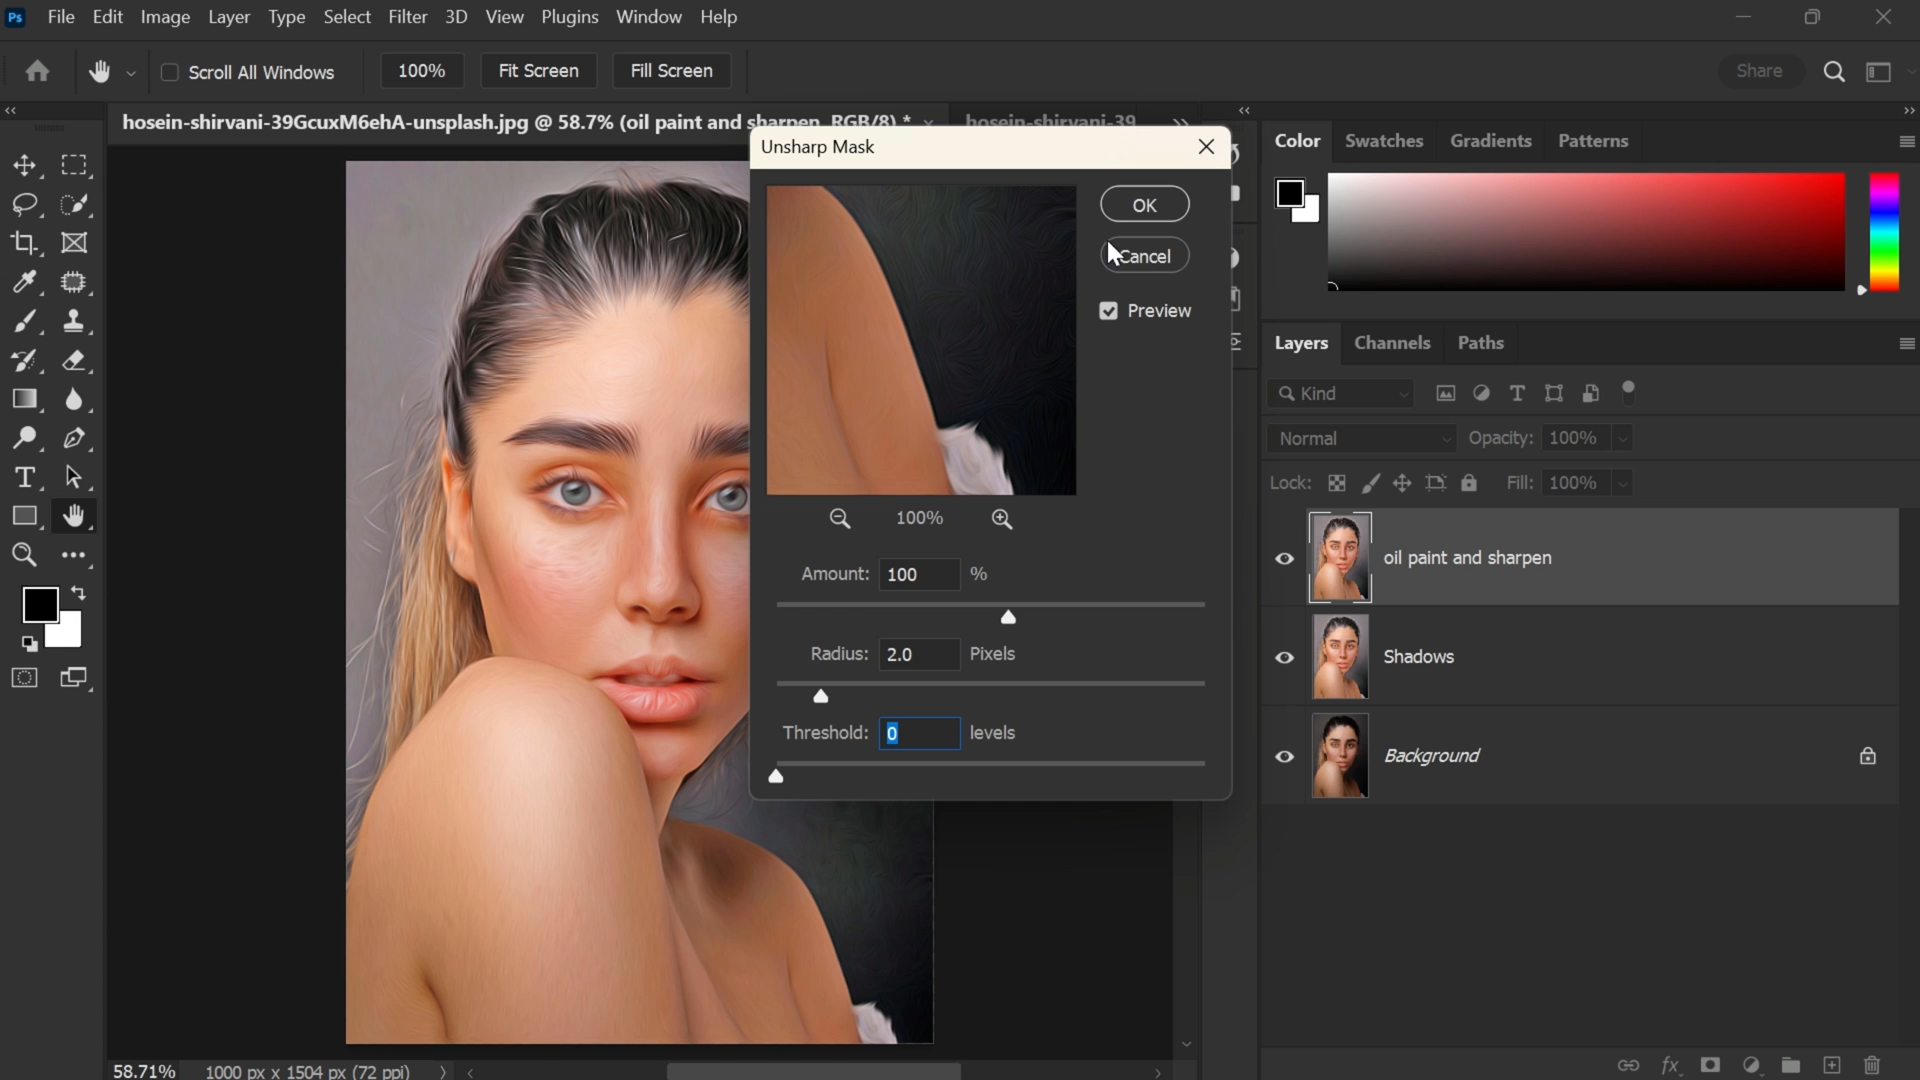 Ps File Edit Image Layer Type Select Filter 3D View Plugins Window Help
Scroll All Windows 100% Fit Screen Fill Screen Share
hosein-shirvani-39GcuxM6ehA-unsplash.jpg @ 58.7% (oil paint and sharpen, RGB/8) *
hosein-shirvani-39
Unsharp Mask
OK
Cancel
Preview
100%
Amount: 100 %
Radius: 2.0 Pixels
Threshold: 0 levels
Color Swatches Gradients Patterns
Layers Channels Paths
Kind
Normal Opacity: 100%
Lock: Fill: 100%
oil paint and sharpen
Shadows
Background
58.71% 1000 px x 1504 px (72 ppi)